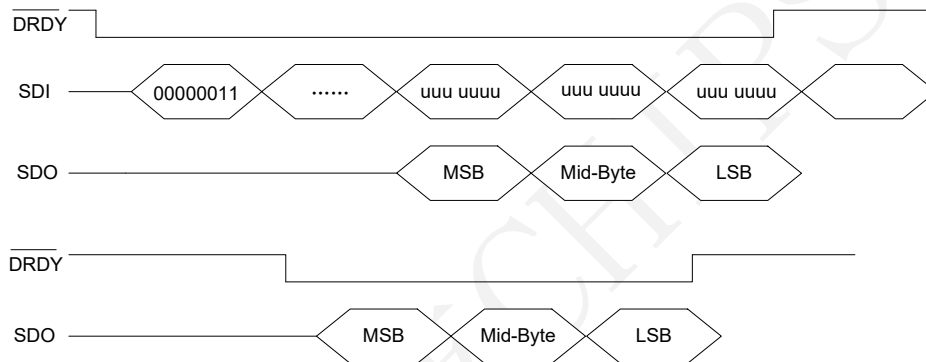 DRDY
SDI 00000011 ...... uuu uuuu uuu uuuu uuu uuuu
SDO MSB Mid-Byte LSB
DRDY
SDO MSB Mid-Byte LSB